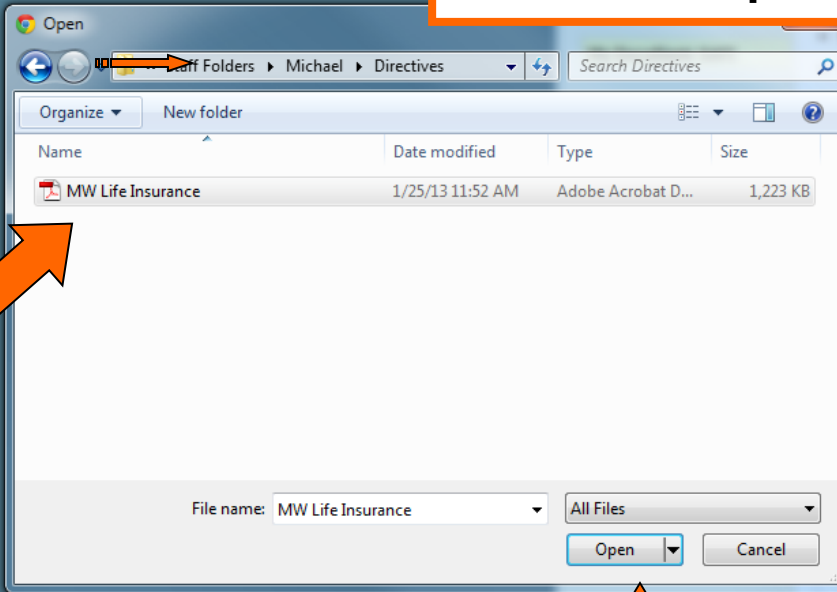 Open
Folders Michael Directives Search Directives
Organize New folder
Name Date modified Type Size
MW Life Insurance 1/25/13 11:52 AM Adobe Acrobat D... 1,223 KB
File name: MW Life Insurance All Files
Open Cancel